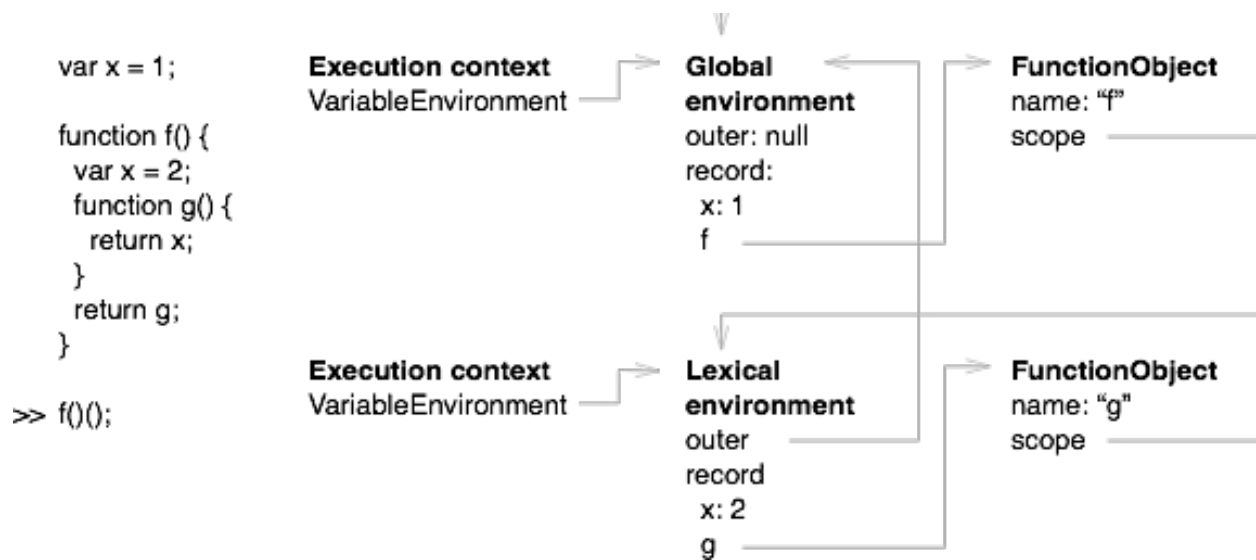 var x = 1;
function f() {
var x = 2;
function g() {
return x;
}
return g;
}
>> f()();
Execution context
VariableEnvironment
Global
environment
outer: null
record:
x: 1
f
FunctionObject
name: “f”
scope
Execution context
VariableEnvironment
Lexical
environment
outer
record
x: 2
g
FunctionObject
name: “g”
scope